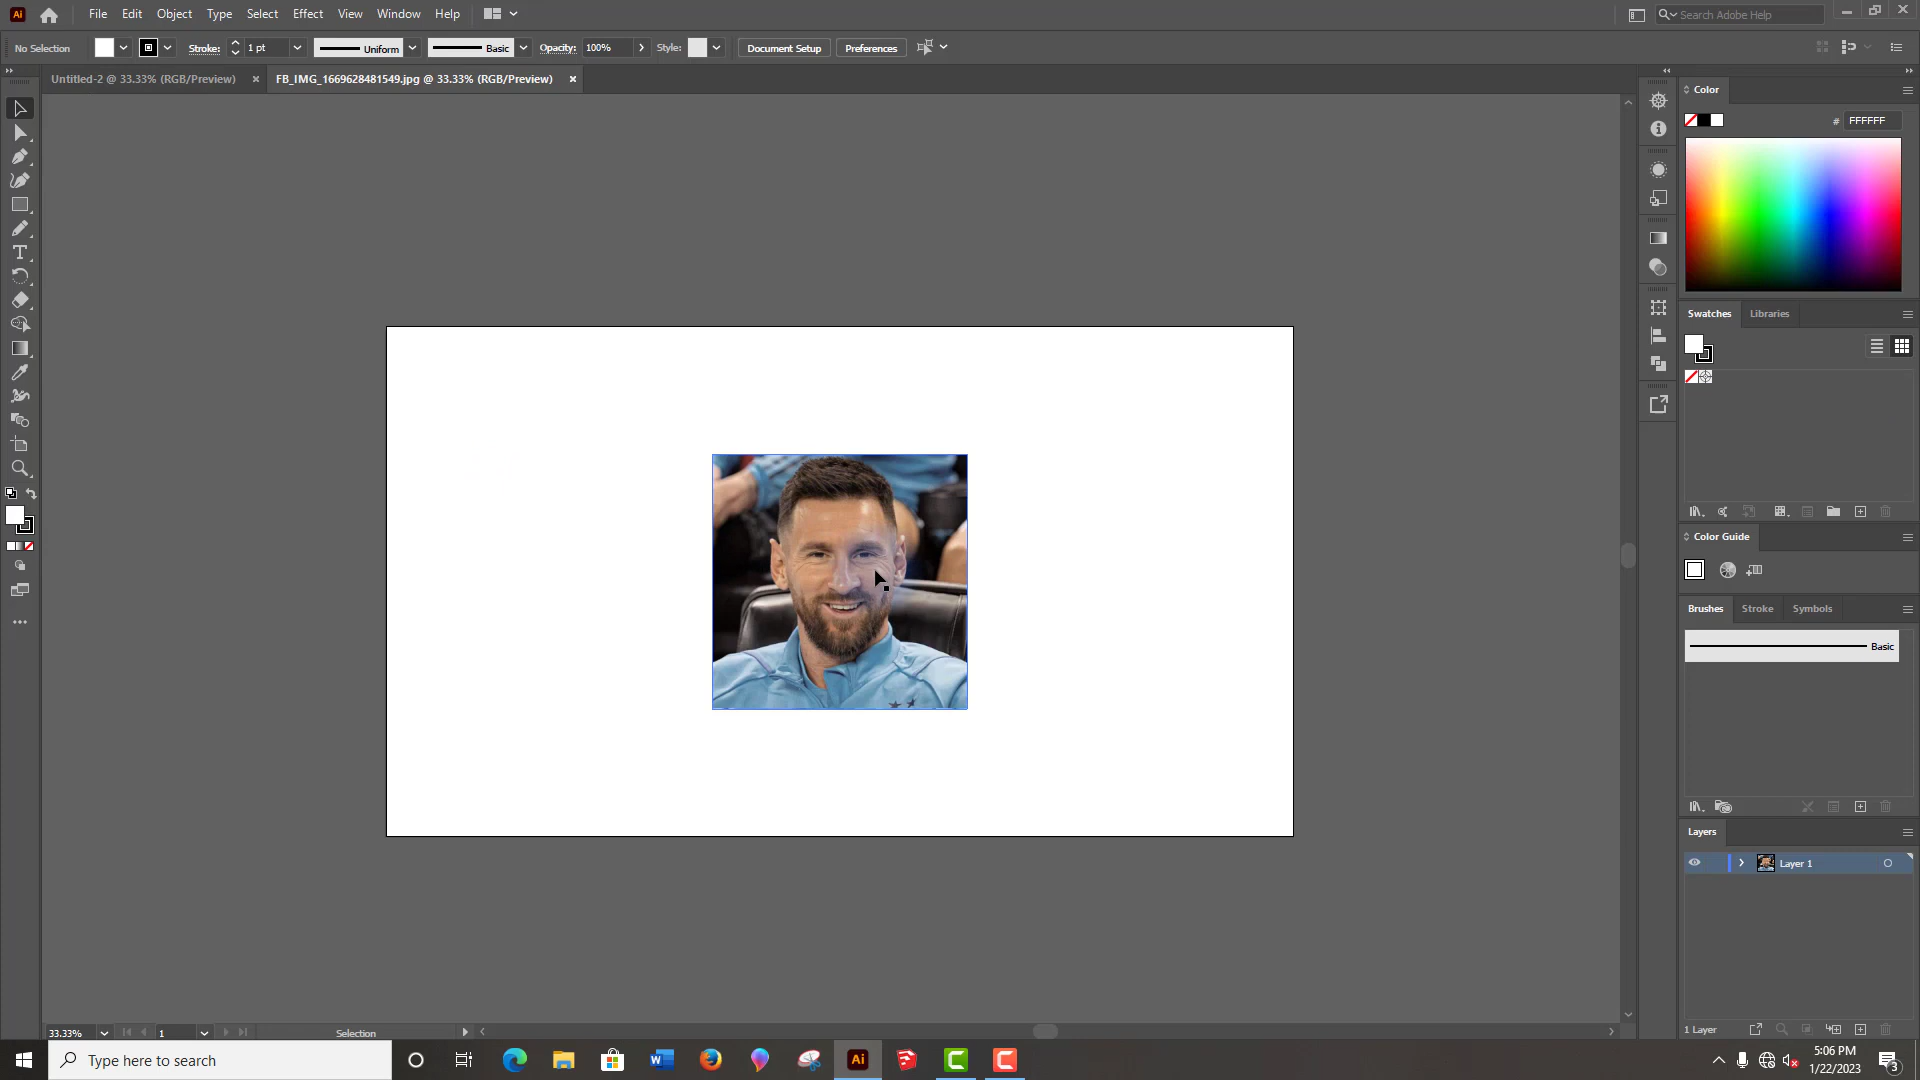 Ai File Edit Object Type Select Effect View Window Help Search Adobe Help
No Selection Stroke: 1 pt Uniform Basic Opacity: 100% Style: Document Setup Preferences
Untitled-2 @ 33.33% (RGB/Preview) × FB_IMG_1669628481549.jpg @ 33.33% (RGB/Preview) ×
Color
# FFFFFF
Swatches Libraries
Color Guide
Brushes Stroke Symbols
Basic
Layers
Layer 1
1 Layer
33.33% 1 Selection
Type here to search
W Ai
5:06 PM
1/22/2023
3